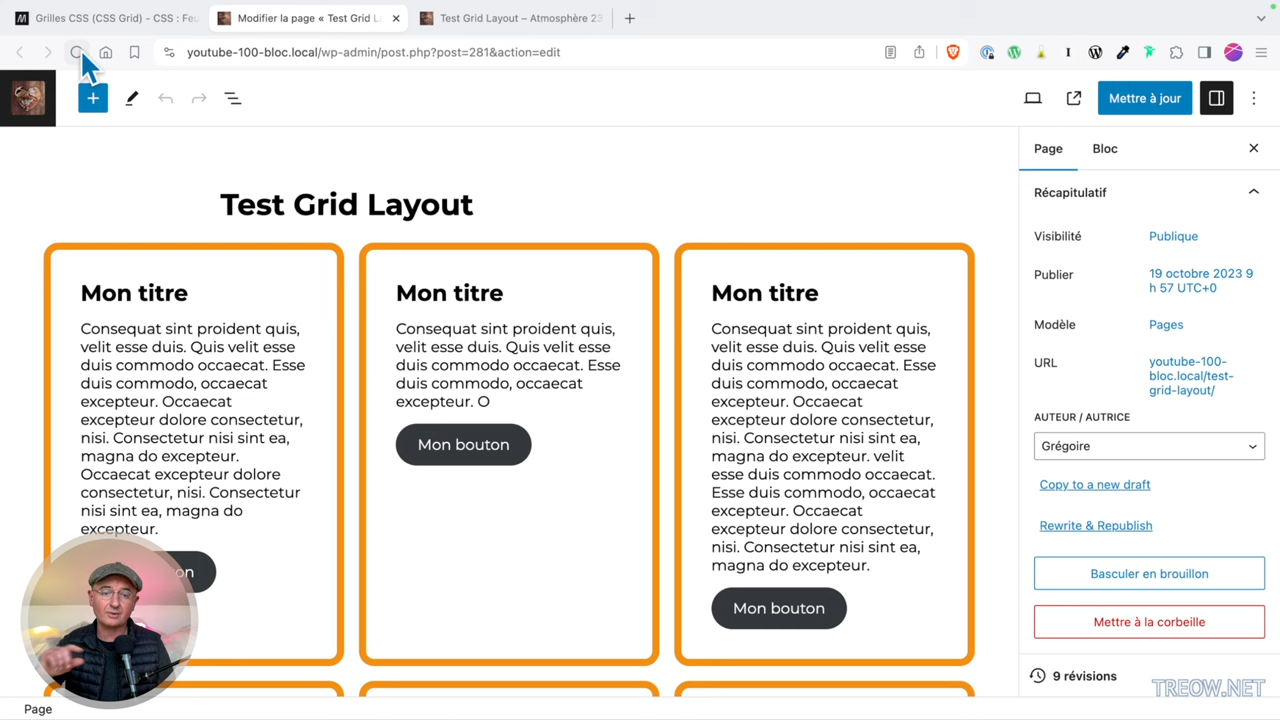 Grilles CSS (CSS Grid) - CSS : Feu
Modifier la page « Test Grid L
Test Grid Layout – Atmosphère 23
youtube-100-bloc.local/wp-admin/post.php?post=281&action=edit
Mettre à jour
Page
Bloc
Récapitulatif
Visibilité
Publique
Publier
19 octobre 2023 9
h 57 UTC+0
Modèle
Pages
URL
youtube-100-
bloc.local/test-
grid-layout/
AUTEUR / AUTRICE
Grégoire
Copy to a new draft
Rewrite & Republish
Basculer en brouillon
Mettre à la corbeille
9 révisions
Test Grid Layout
Mon titre
Consequat sint proident quis,
velit esse duis. Quis velit esse
duis commodo occaecat. Esse
duis commodo, occaecat
excepteur. Occaecat
excepteur dolore consectetur,
nisi. Consectetur nisi sint ea,
magna do excepteur.
Occaecat excepteur dolore
consectetur, nisi. Consectetur
nisi sint ea, magna do
excepteur.
on
Mon titre
Consequat sint proident quis,
velit esse duis. Quis velit esse
duis commodo occaecat. Esse
duis commodo, occaecat
excepteur. O
Mon bouton
Mon titre
Consequat sint proident quis,
velit esse duis. Quis velit esse
duis commodo occaecat. Esse
duis commodo, occaecat
excepteur. Occaecat
excepteur dolore consectetur,
nisi. Consectetur nisi sint ea,
magna do excepteur. velit
esse duis commodo occaecat.
Esse duis commodo, occaecat
excepteur. Occaecat
excepteur dolore consectetur,
nisi. Consectetur nisi sint ea,
magna do excepteur.
Mon bouton
TREOW.NET
Page